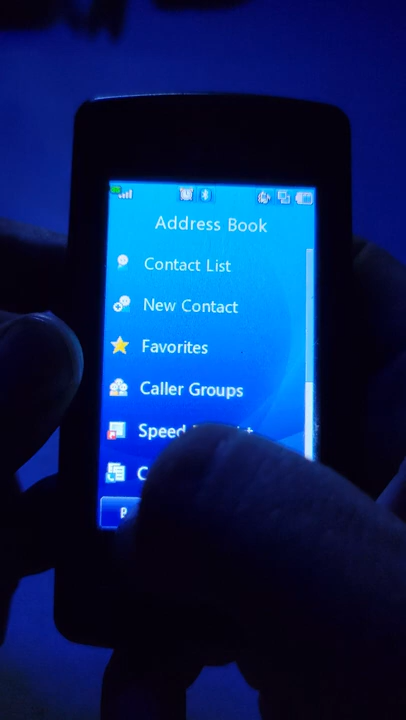 Address Book
Contact List
New Contact
Favorites
Caller Groups
Speed